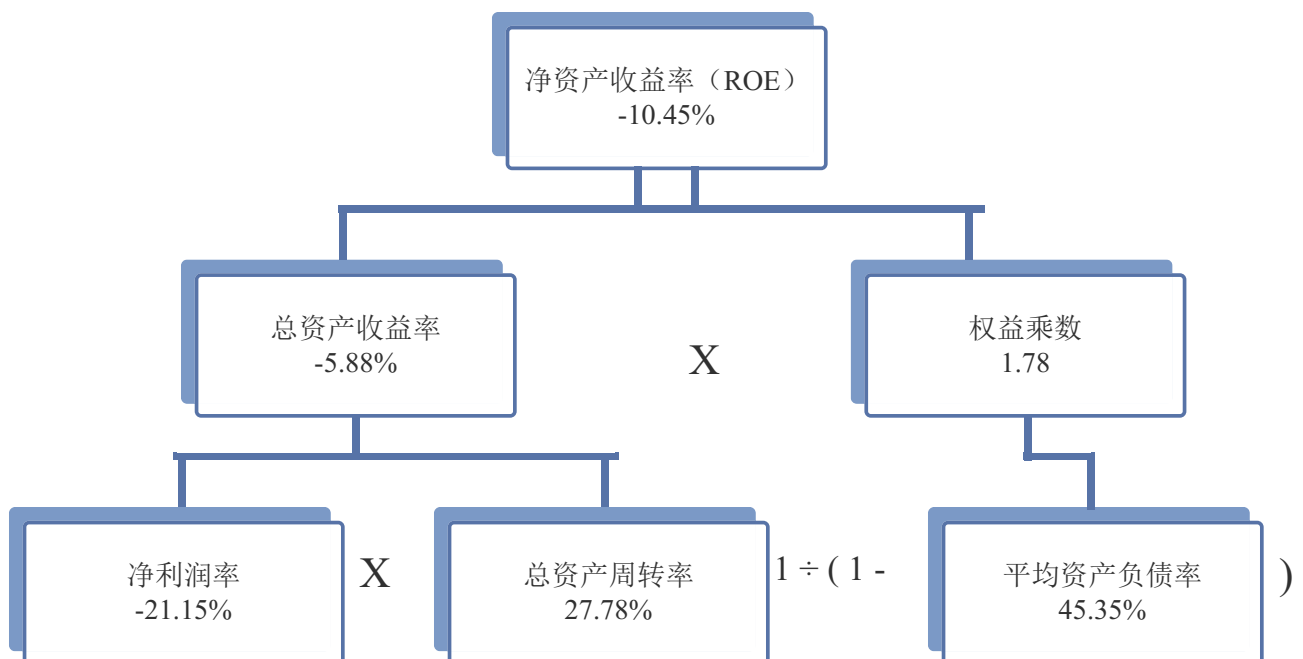 净资产收益率（ROE）
-10.45%
总资产收益率
-5.88%
X
权益乘数
1.78
净利润率
-21.15%
X
总资产周转率
27.78%
1 ÷ ( 1 -
平均资产负债率
45.35%
)